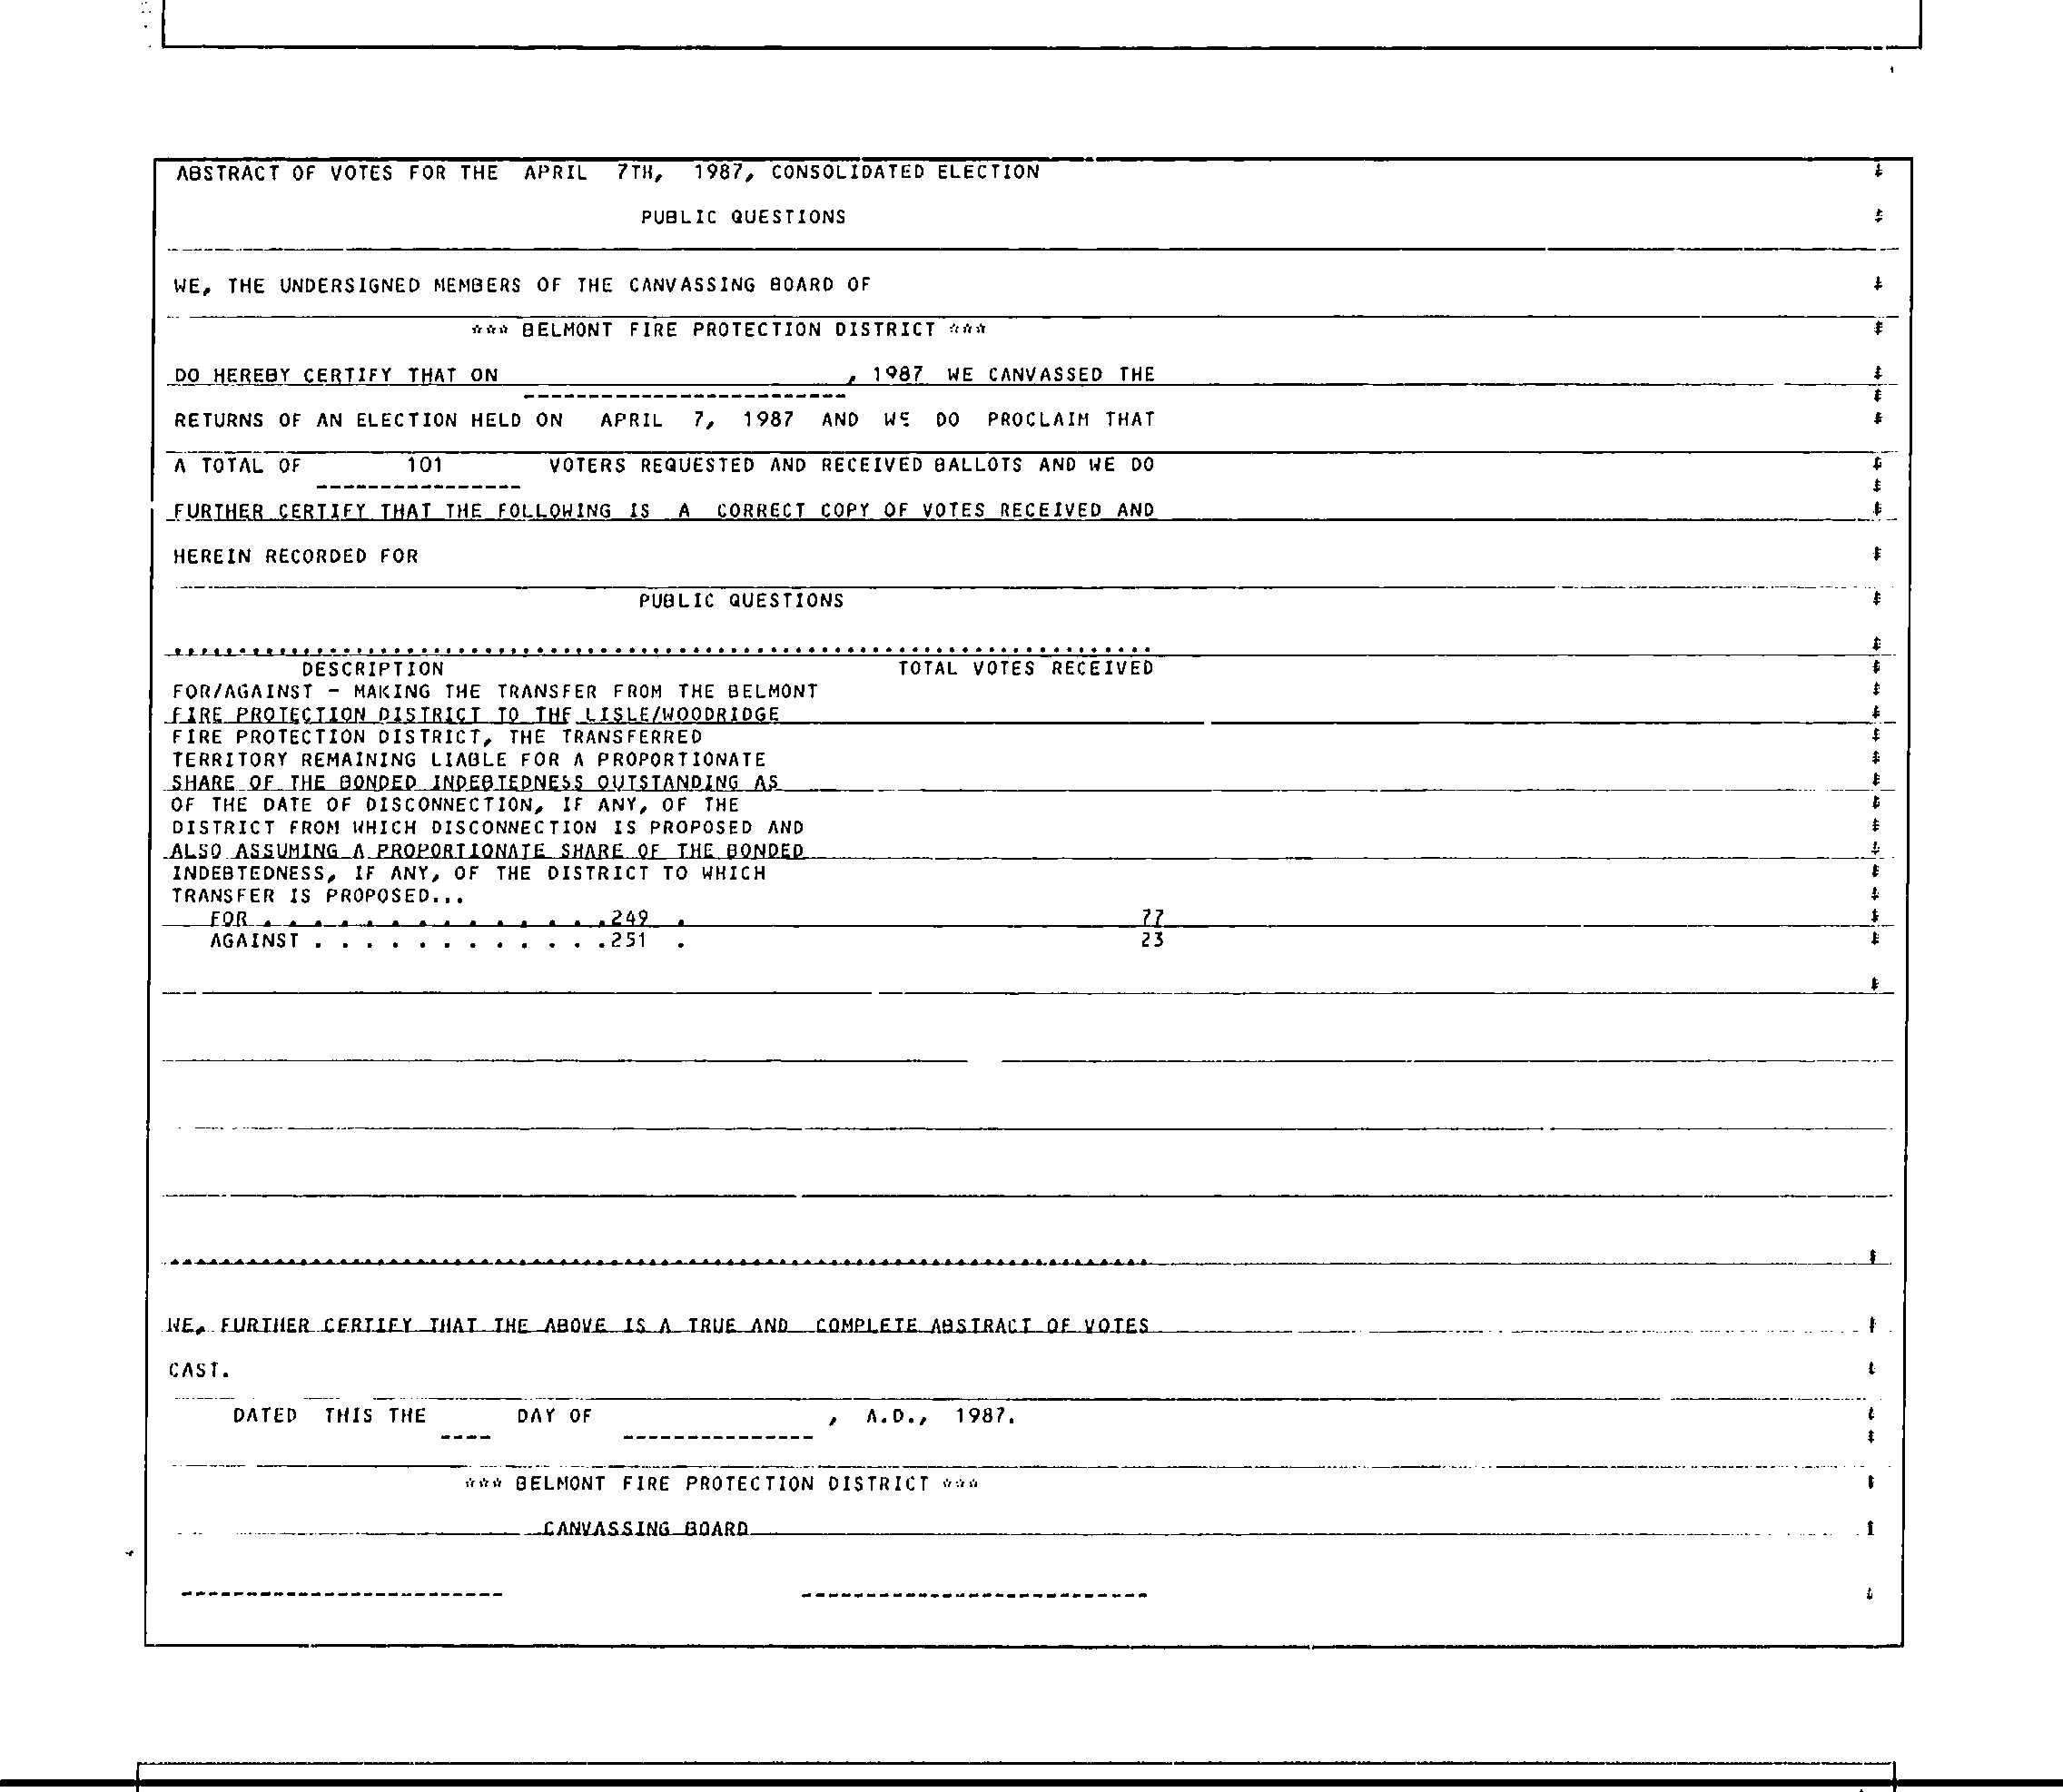 ABSTRACT OF VOTES FOR THE APRIL 7TH, 1987, CONSOLIDATED ELECTION
PUBLIC QUESTIONS
WE, THE UNDERSIGNED MEMBERS OF THE CANVASSING BOARD OF
*** BELMONT FIRE PROTECTION DISTRICT ***
DO HEREBY CERTIFY THAT ON , 1987 WE CANVASSED THE
RETURNS OF AN ELECTION HELD ON APRIL 7, 1987 AND WE DO PROCLAIM THAT
A TOTAL OF 101 VOTERS REQUESTED AND RECEIVED BALLOTS AND WE DO
FURTHER CERTIFY THAT THE FOLLOWING IS A CORRECT COPY OF VOTES RECEIVED AND
HEREIN RECORDED FOR
PUBLIC QUESTIONS
DESCRIPTION TOTAL VOTES RECEIVED
FOR/AGAINST - MAKING THE TRANSFER FROM THE BELMONT
FIRE PROTECTION DISTRICT TO THE LISLE/WOODRIDGE
FIRE PROTECTION DISTRICT, THE TRANSFERRED
TERRITORY REMAINING LIABLE FOR A PROPORTIONATE
SHARE OF THE BONDED INDEBTEDNESS OUTSTANDING AS
OF THE DATE OF DISCONNECTION, IF ANY, OF THE
DISTRICT FROM WHICH DISCONNECTION IS PROPOSED AND
ALSO ASSUMING A PROPORTIONATE SHARE OF THE BONDED
INDEBTEDNESS, IF ANY, OF THE DISTRICT TO WHICH
TRANSFER IS PROPOSED...
FOR . . . . . . . . . . . . . .249 . 77
AGAINST . . . . . . . . . . . .251 . 23
WE, FURTHER CERTIFY THAT THE ABOVE IS A TRUE AND COMPLETE ABSTRACT OF VOTES
CAST.
DATED THIS THE ---- DAY OF --------------- , A.D., 1987.
*** BELMONT FIRE PROTECTION DISTRICT ***
CANVASSING BOARD